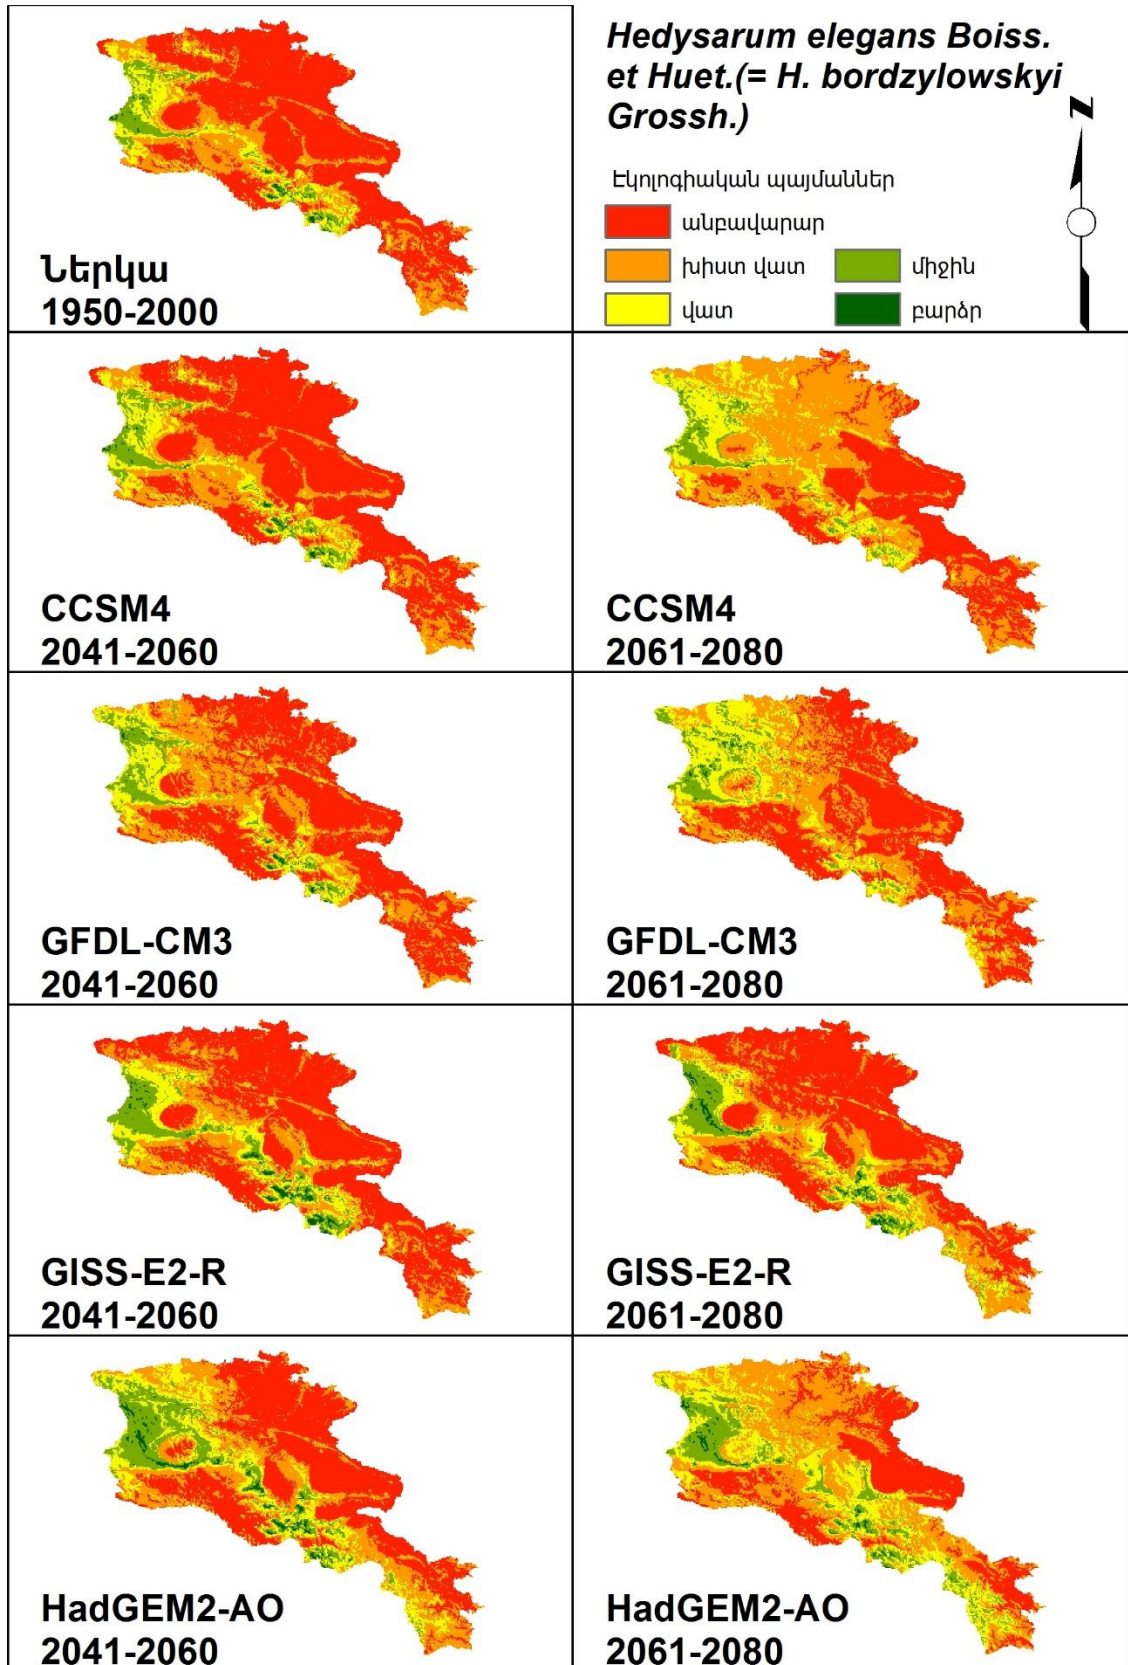 Hedysarum elegans Boiss.
et Huet.(= H. bordzylowskyi
Grossh.)
N
Էկոլոգիական պայմաններ
անբավարար
խիստ վատ
միջին
վատ
բարձր
Ներկա
1950-2000
CCSM4
2041-2060
CCSM4
2061-2080
GFDL-CM3
2041-2060
GFDL-CM3
2061-2080
GISS-E2-R
2041-2060
GISS-E2-R
2061-2080
HadGEM2-AO
2041-2060
HadGEM2-AO
2061-2080